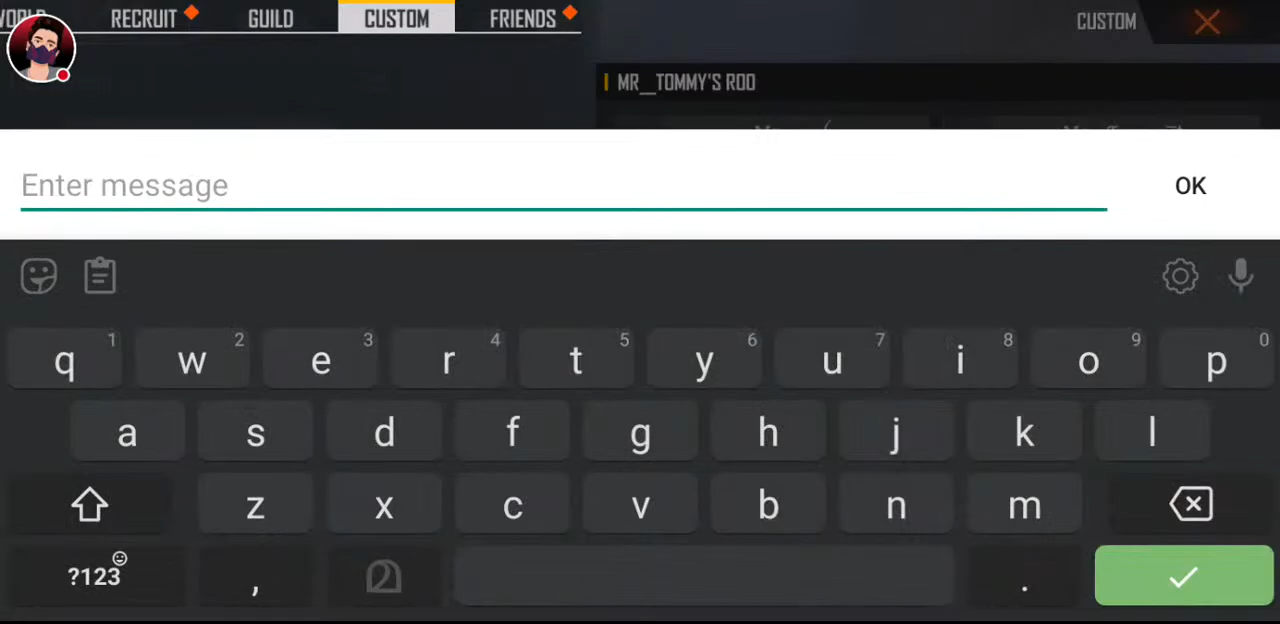 RECRUIT GUILD CUSTOM FRIENDS CUSTOM
MR__TOMMY'S ROO
Enter message OK
q 1 w 2 e 3 r 4 t 5 y 6 u 7 i 8 o 9 p 0
a s d f g h j k l
z x c v b n m
?123 , മ .